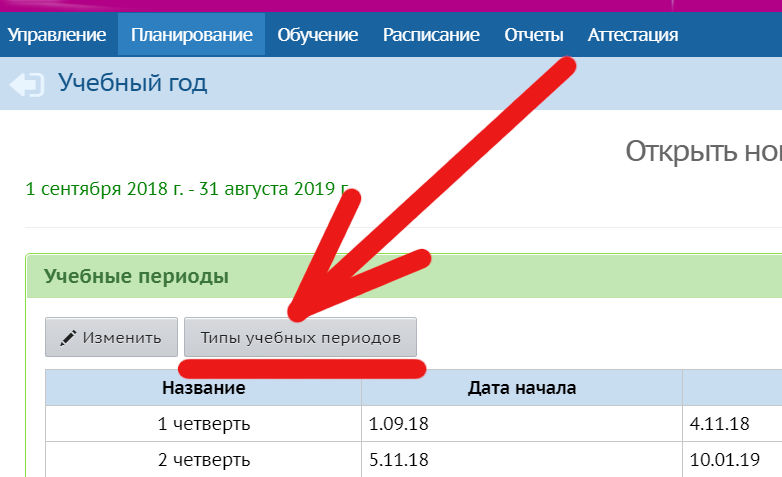 Управление Планирование Обучение Расписание Отчеты Аттестация
Учебный год
Открыть но
1 сентября 2018 г. - 31 августа 2019 г.
Учебные периоды
Изменить Типы учебных периодов
Название Дата начала
1 четверть 1.09.18 4.11.18
2 четверть 5.11.18 10.01.19